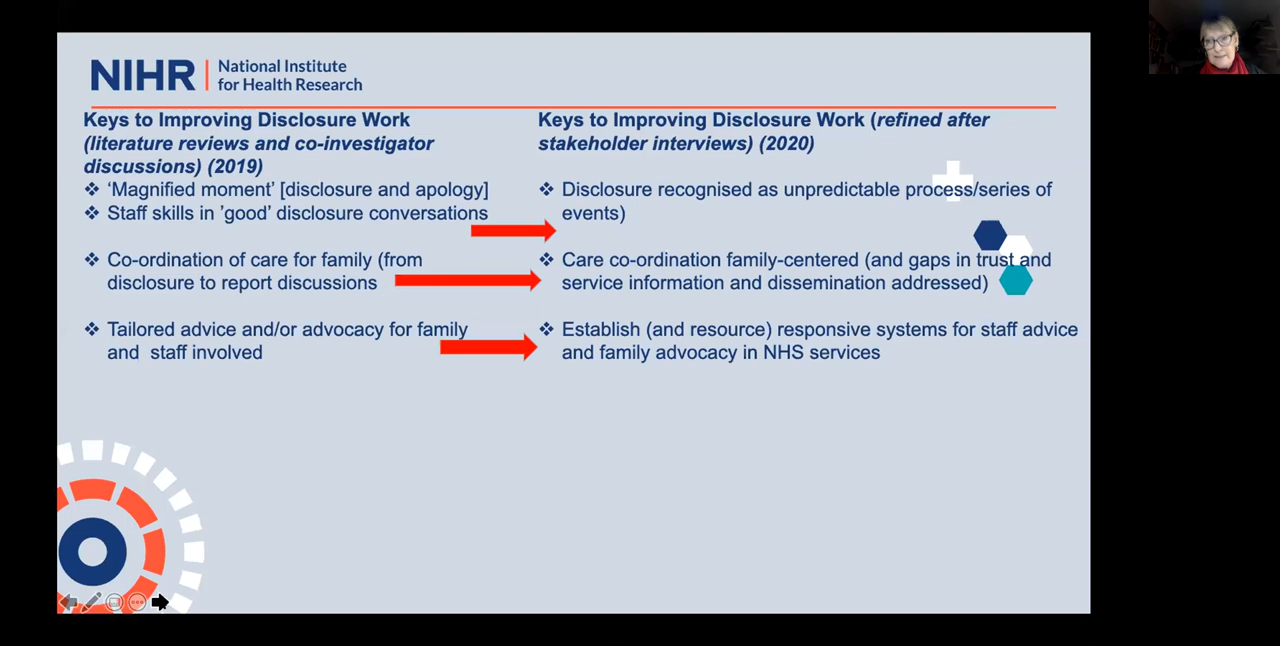 NIHR
National Institute
for Health Research
Keys to Improving Disclosure Work
(literature reviews and co-investigator
discussions) (2019)
❖ ‘Magnified moment’ [disclosure and apology]
❖ Staff skills in ’good’ disclosure conversations
❖ Co-ordination of care for family (from
disclosure to report discussions
❖ Tailored advice and/or advocacy for family
and  staff involved
Keys to Improving Disclosure Work (refined after
stakeholder interviews) (2020)
❖ Disclosure recognised as unpredictable process/series of
events)
❖ Care co-ordination family-centered (and gaps in trust and
service information and dissemination addressed)
❖ Establish (and resource) responsive systems for staff advice
and family advocacy in NHS services